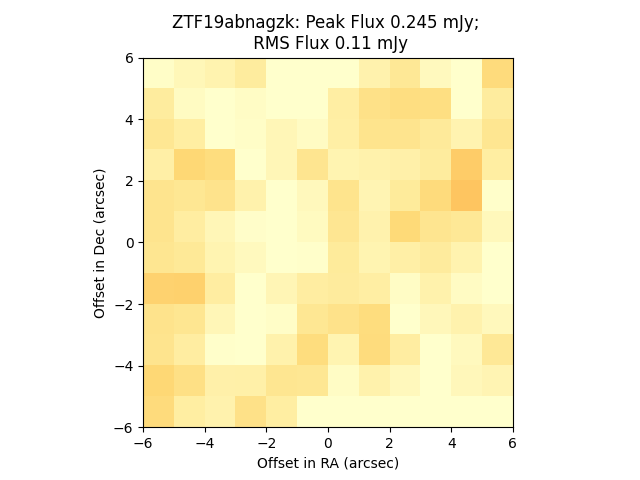 ZTF19abnagzk: Peak Flux 0.245 mJy;
RMS Flux 0.11 mJy
6
4
2
0
−2
−4
−6
Offset in Dec (arcsec)
−6 −4 −2 0 2 4 6
Offset in RA (arcsec)